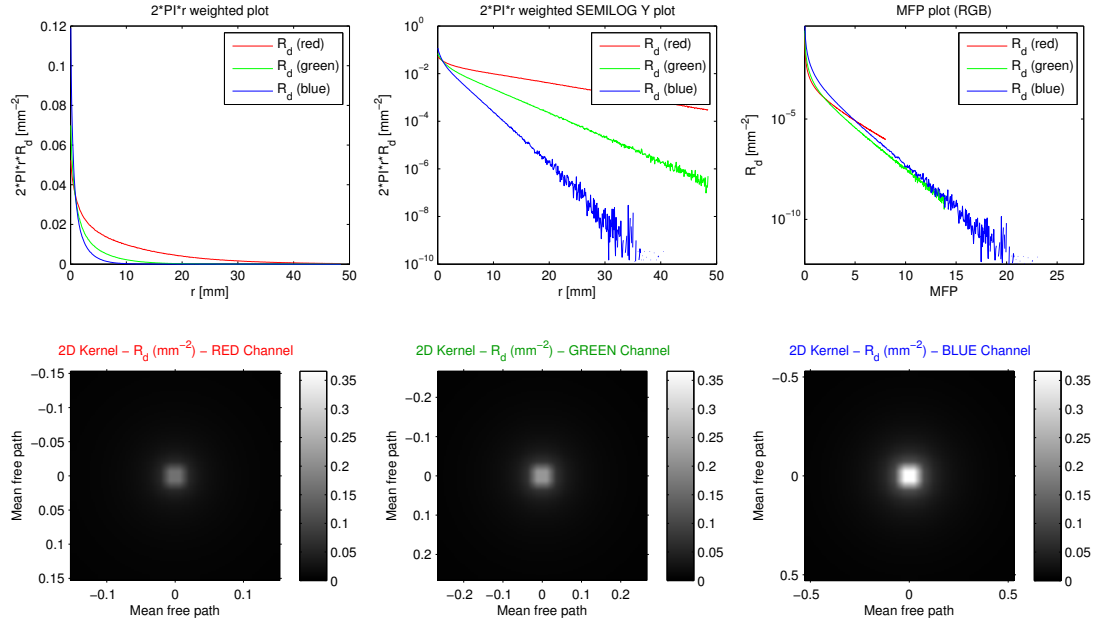 2*PI*r weighted plot
0.12
0.1
0.08
0.06
0.04
0.02
0
2*PI*r*R_d [mm^−2]
R_d (red)
R_d (green)
R_d (blue)
0 10 20 30 40 50
r [mm]
2*PI*r weighted SEMILOG Y plot
10^0
10^−2
10^−4
10^−6
10^−8
10^−10
2*PI*r*R_d [mm^−2]
R_d (red)
R_d (green)
R_d (blue)
0 10 20 30 40 50
r [mm]
MFP plot (RGB)
10^−5
10^−10
R_d [mm^−2]
R_d (red)
R_d (green)
R_d (blue)
0 5 10 15 20 25
MFP
2D Kernel − R_d (mm^−2) − RED Channel
−0.15
−0.1
−0.05
0
0.05
0.1
0.15
Mean free path
−0.1 0 0.1
Mean free path
0.35
0.3
0.25
0.2
0.15
0.1
0.05
0
2D Kernel − R_d (mm^−2) − GREEN Channel
−0.2
−0.1
0
0.1
0.2
Mean free path
−0.2 −0.1 0 0.1 0.2
Mean free path
0.35
0.3
0.25
0.2
0.15
0.1
0.05
0
2D Kernel − R_d (mm^−2) − BLUE Channel
−0.5
0
0.5
Mean free path
−0.5 0 0.5
Mean free path
0.35
0.3
0.25
0.2
0.15
0.1
0.05
0